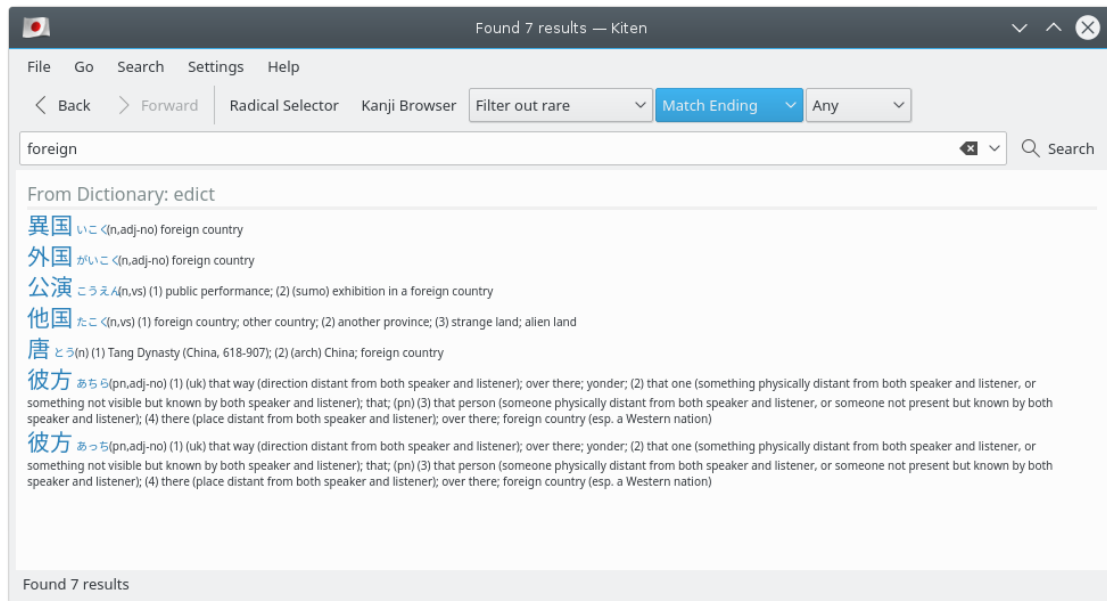 Found 7 results — Kiten
File Go Search Settings Help
Back Forward Radical Selector Kanji Browser Filter out rare Match Ending Any
foreign Search
From Dictionary: edict
異国 いこく(n,adj-no) foreign country
外国 がいこく(n,adj-no) foreign country
公演 こうえん(n,vs) (1) public performance; (2) (sumo) exhibition in a foreign country
他国 たこく(n,vs) (1) foreign country; other country; (2) another province; (3) strange land; alien land
唐 とう(n) (1) Tang Dynasty (China, 618-907); (2) (arch) China; foreign country
彼方 あちら(pn,adj-no) (1) (uk) that way (direction distant from both speaker and listener); over there; yonder; (2) that one (something physically distant from both speaker and listener, or
something not visible but known by both speaker and listener); that; (pn) (3) that person (someone physically distant from both speaker and listener, or someone not present but known by both
speaker and listener); (4) there (place distant from both speaker and listener); over there; foreign country (esp. a Western nation)
彼方 あっち(pn,adj-no) (1) (uk) that way (direction distant from both speaker and listener); over there; yonder; (2) that one (something physically distant from both speaker and listener, or
something not visible but known by both speaker and listener); that; (pn) (3) that person (someone physically distant from both speaker and listener, or someone not present but known by both
speaker and listener); (4) there (place distant from both speaker and listener); over there; foreign country (esp. a Western nation)
Found 7 results